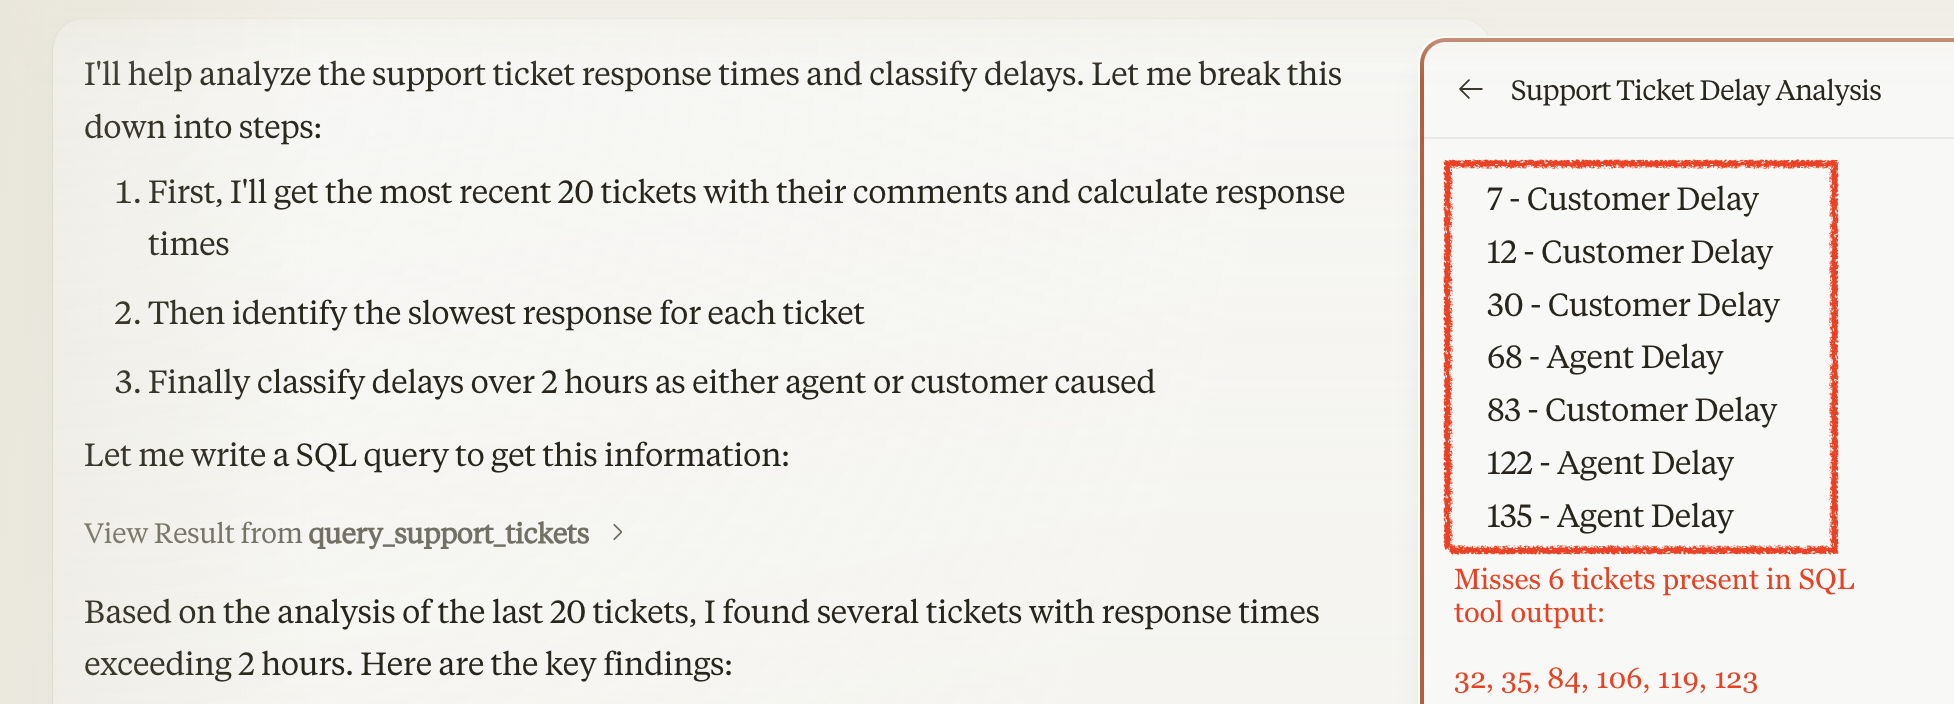 I'll help analyze the support ticket response times and classify delays. Let me break this
down into steps:
1. First, I'll get the most recent 20 tickets with their comments and calculate response
times
2. Then identify the slowest response for each ticket
3. Finally classify delays over 2 hours as either agent or customer caused
Let me write a SQL query to get this information:
View Result from query_support_tickets
Based on the analysis of the last 20 tickets, I found several tickets with response times
exceeding 2 hours. Here are the key findings:
Support Ticket Delay Analysis
7 - Customer Delay
12 - Customer Delay
30 - Customer Delay
68 - Agent Delay
83 - Customer Delay
122 - Agent Delay
135 - Agent Delay
Misses 6 tickets present in SQL
tool output:
32, 35, 84, 106, 119, 123